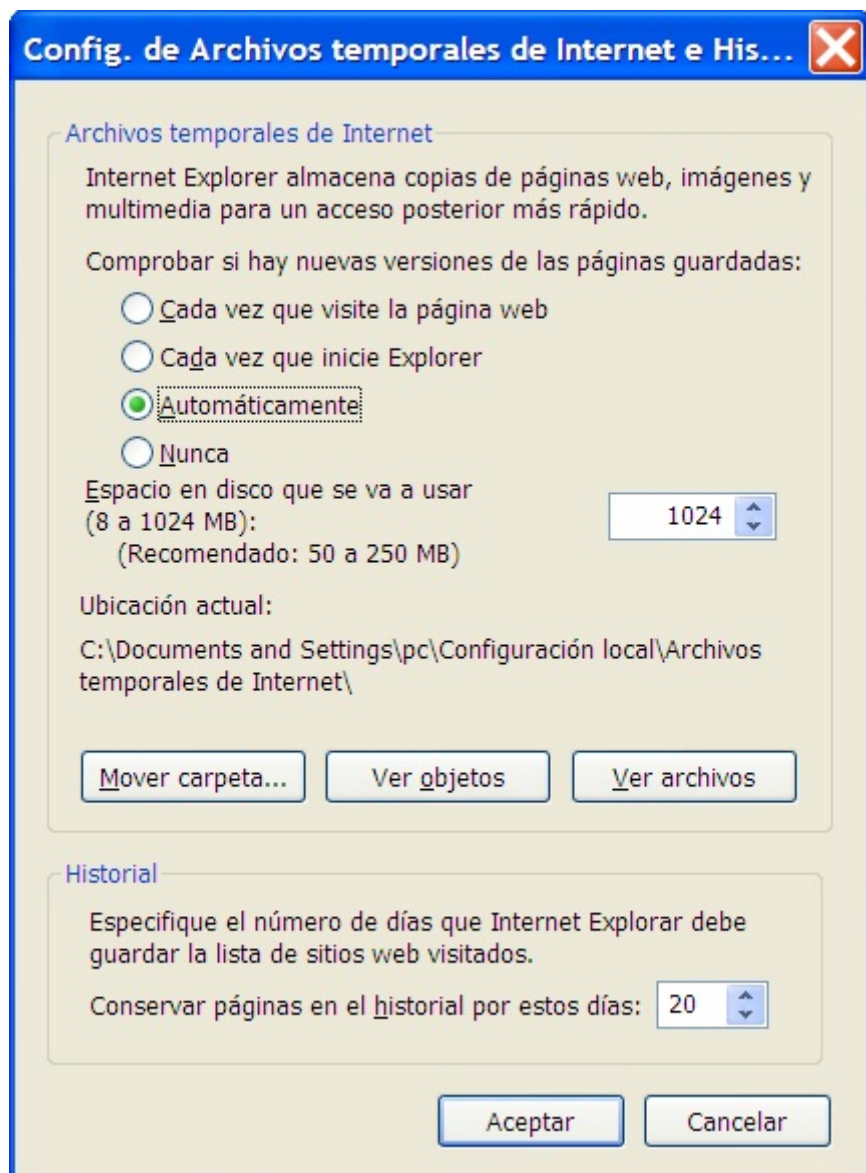 Config. de Archivos temporales de Internet e His...
Archivos temporales de Internet
Internet Explorer almacena copias de páginas web, imágenes y
multimedia para un acceso posterior más rápido.
Comprobar si hay nuevas versiones de las páginas guardadas:
Cada vez que visite la página web
Cada vez que inicie Explorer
Automáticamente
Nunca
Espacio en disco que se va a usar
(8 a 1024 MB):
1024
(Recomendado: 50 a 250 MB)
Ubicación actual:
C:\Documents and Settings\pc\Configuración local\Archivos
temporales de Internet\
Mover carpeta... Ver objetos Ver archivos
Historial
Especifique el número de días que Internet Explorar debe
guardar la lista de sitios web visitados.
Conservar páginas en el historial por estos días: 20
Aceptar Cancelar